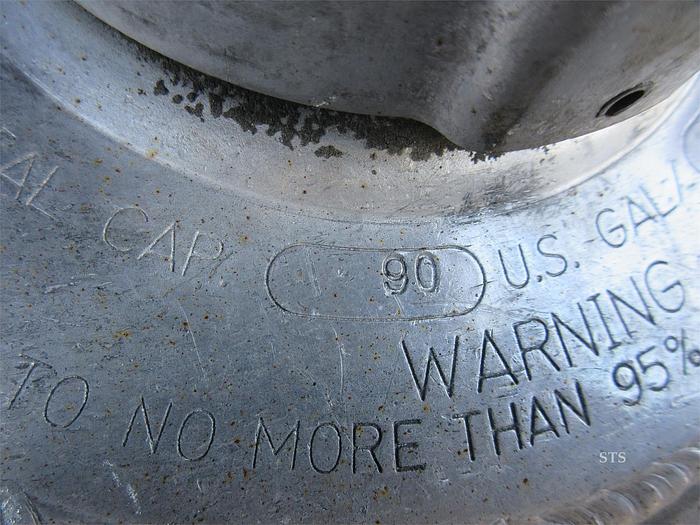 AL CAP. 90 U.S. GAL
WARNING
TO NO MORE THAN 95%
STS